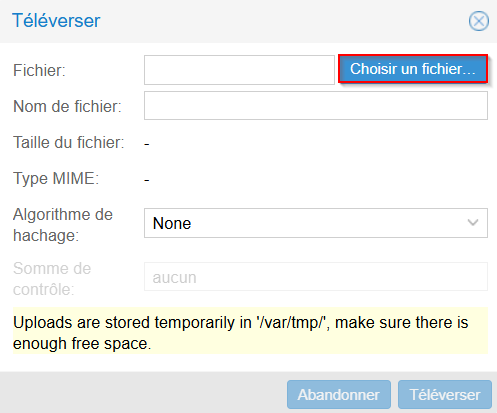 Téléverser
Fichier:
Choisir un fichier...
Nom de fichier:
Taille du fichier: -
Type MIME: -
Algorithme de
hachage:
None
Somme de
contrôle:
aucun
Uploads are stored temporarily in '/var/tmp/', make sure there is
enough free space.
Abandonner
Téléverser